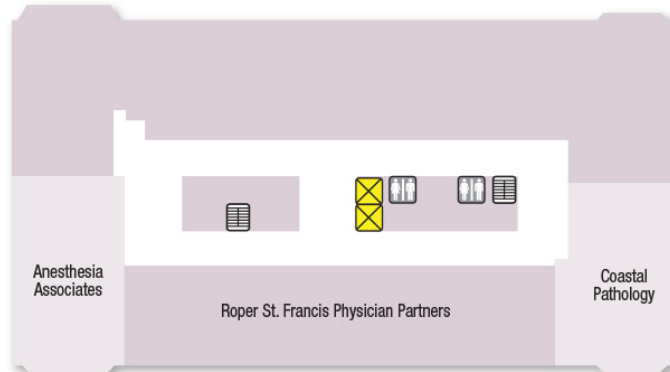 Anesthesia
Associates
Roper St. Francis Physician Partners
Coastal
Pathology